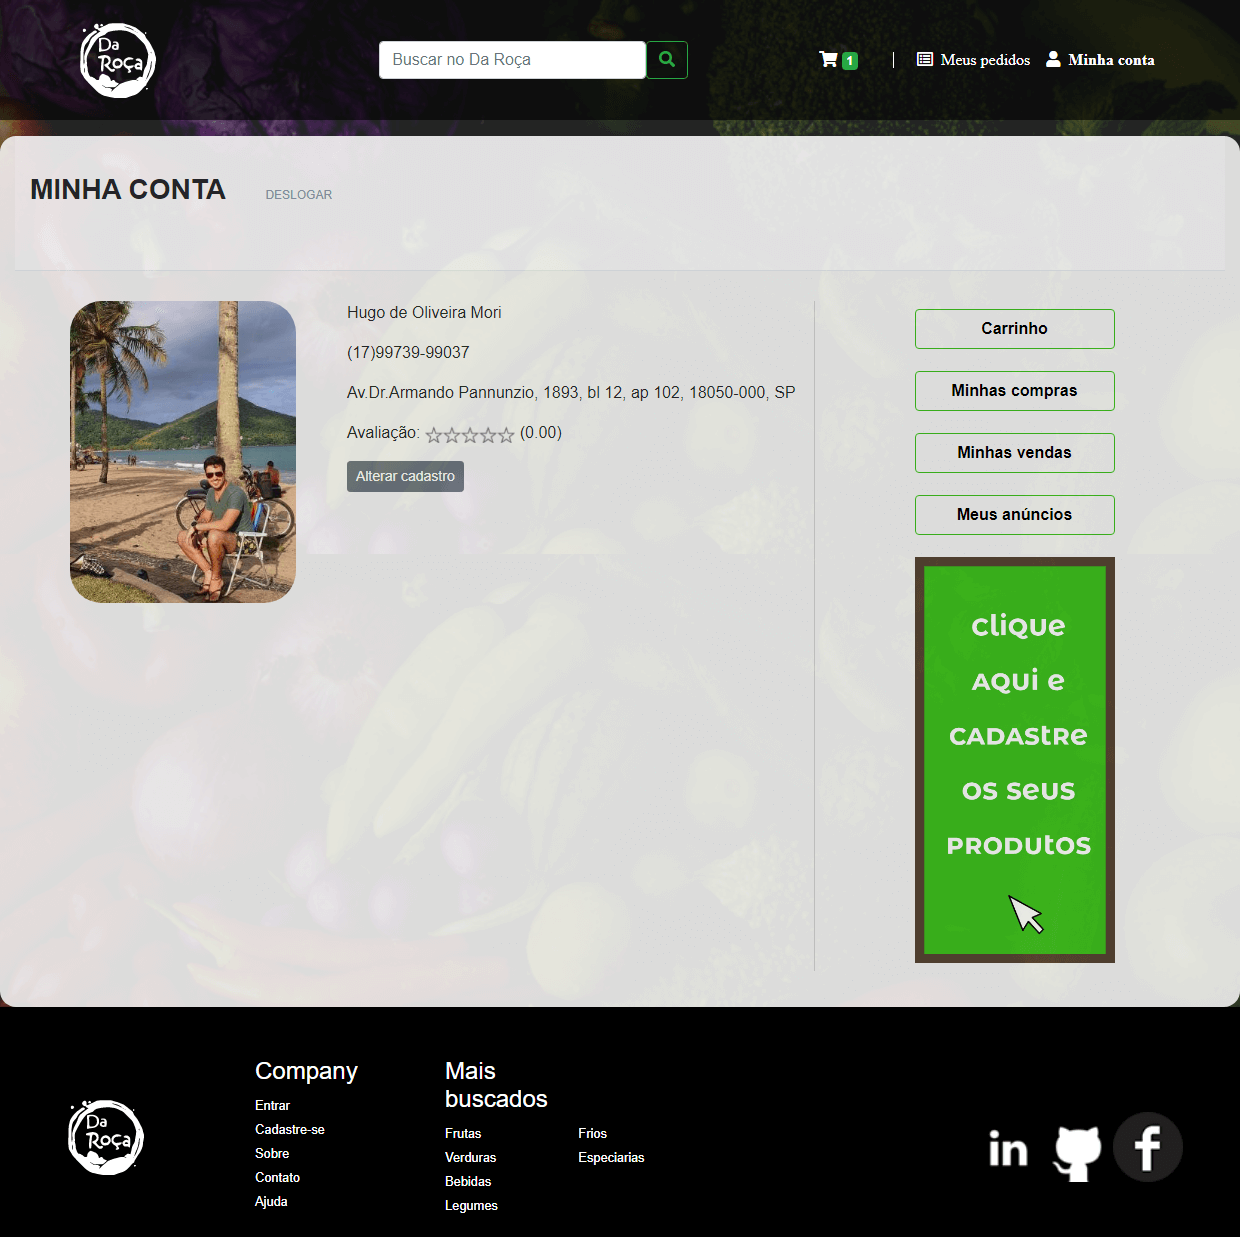 Da
Roça
Buscar no Da Roça
1
Meus pedidos
Minha conta
MINHA CONTA
DESLOGAR
Hugo de Oliveira Mori
(17)99739-99037
Av.Dr.Armando Pannunzio, 1893, bl 12, ap 102, 18050-000, SP
Avaliação: (0.00)
Alterar cadastro
Carrinho
Minhas compras
Minhas vendas
Meus anúncios
Clique
aqui e
cadastre
os seus
produtos
Da
Roça
Company
Entrar
Cadastre-se
Sobre
Contato
Ajuda
Mais
buscados
Frutas
Verduras
Bebidas
Legumes
Frios
Especiarias
in
f